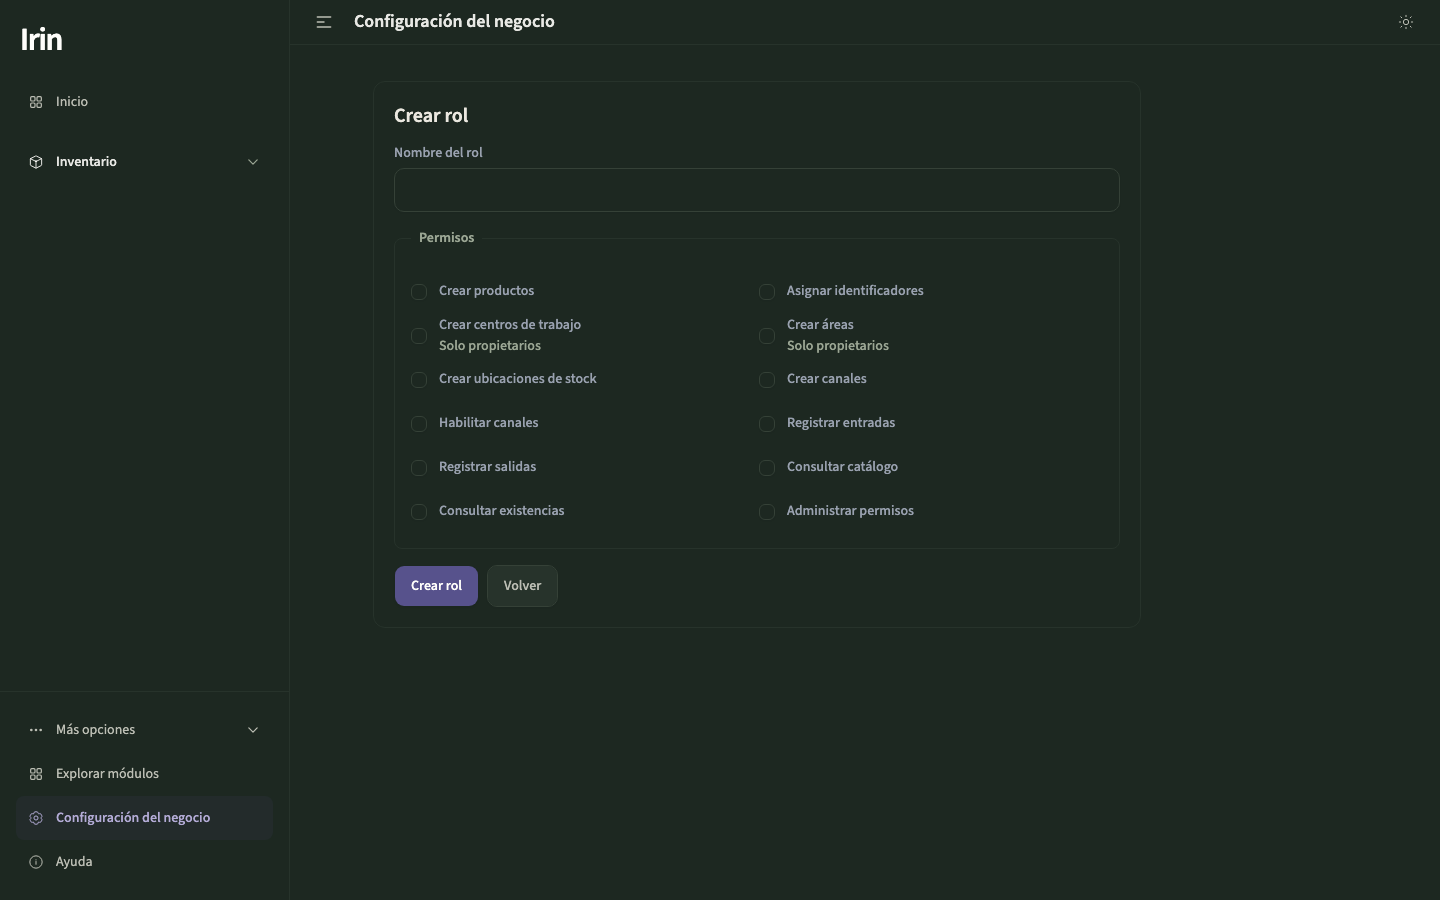 Irin
Configuración del negocio
Inicio
Inventario
Crear rol
Nombre del rol
Permisos
Crear productos
Asignar identificadores
Crear centros de trabajo
Solo propietarios
Crear áreas
Solo propietarios
Crear ubicaciones de stock
Crear canales
Habilitar canales
Registrar entradas
Registrar salidas
Consultar catálogo
Consultar existencias
Administrar permisos
Crear rol
Volver
Más opciones
Explorar módulos
Configuración del negocio
Ayuda